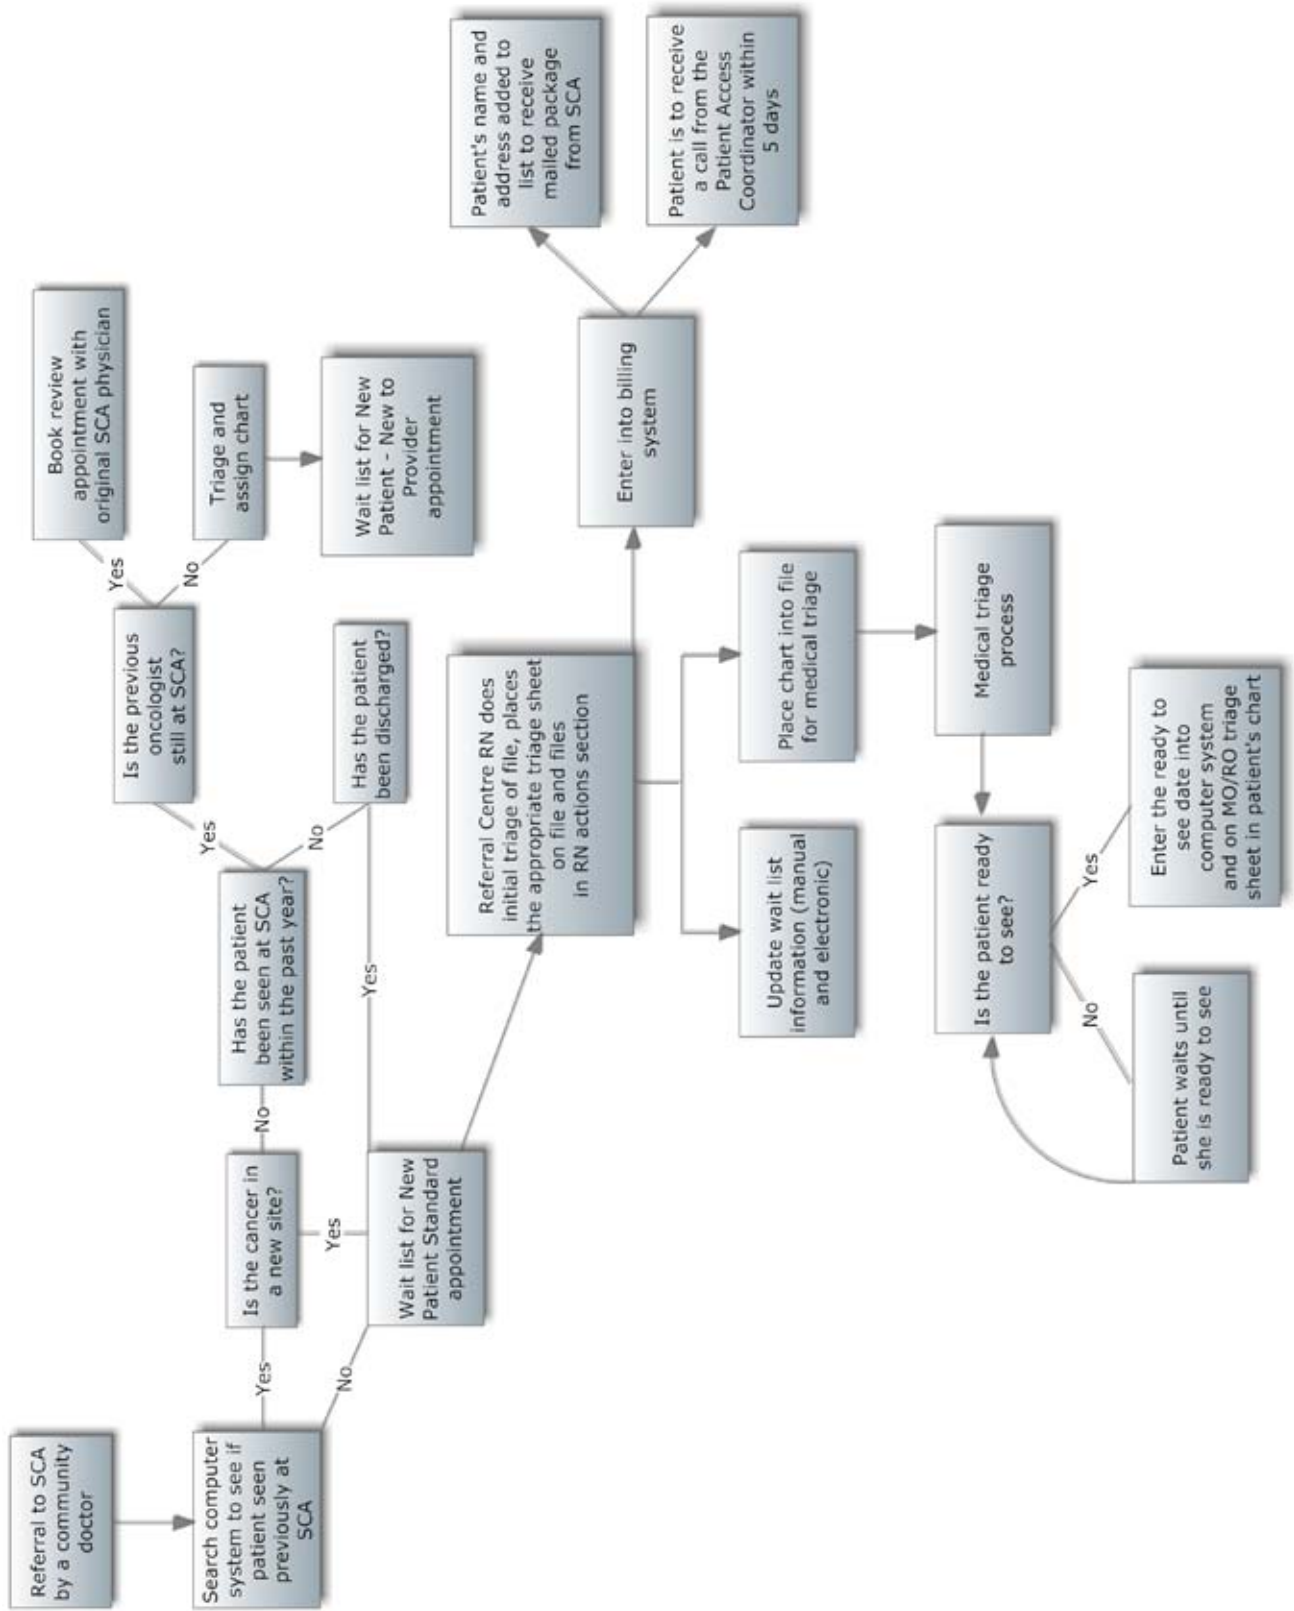 Referral to SCA
by a community
doctor
Search computer
system to see if
patient seen
previously at
SCA
Yes
No
Is the cancer in
a new site?
No
Yes
Wait list for New
Patient Standard
appointment
Has the patient
been seen at SCA
within the past year?
Yes
No
Yes
Is the previous
oncologist
still at SCA?
Yes
No
Has the patient
been discharged?
Book review
appointment with
original SCA physician
Triage and
assign chart
Wait list for New
Patient - New to
Provider
appointment
Referral Centre RN does
initial triage of file, places
the appropriate triage sheet
on file and files
in RN actions section
Enter into billing
system
Patient's name and
address added to
list to receive
mailed package
from SCA
Patient is to receive
a call from the
Patient Access
Coordinator within
5 days
Update wait list
information (manual
and electronic)
Place chart into file
for medical triage
Medical triage
process
Is the patient ready
to see?
No
Yes
Patient waits until
she is ready to see
Enter the ready to
see date into
computer system
and on MO/RO triage
sheet in patient's chart